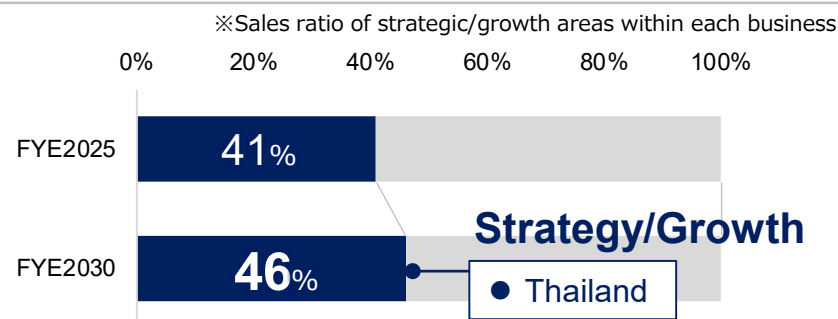 ※Sales ratio of strategic/growth areas within each business
0% 20% 40% 60% 80% 100%
FYE2025 41%
Strategy/Growth
FYE2030 46%
● Thailand